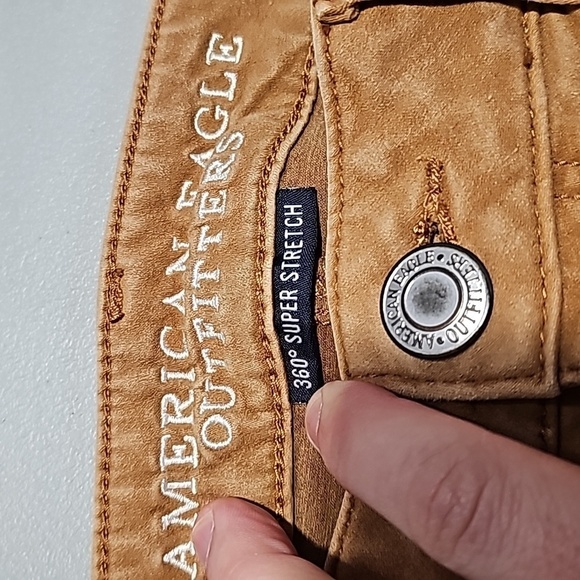 AMERICAN EAGLE
OUTFITTERS
360° SUPER STRETCH
AMERICAN EAGLE • OUTFITTERS •